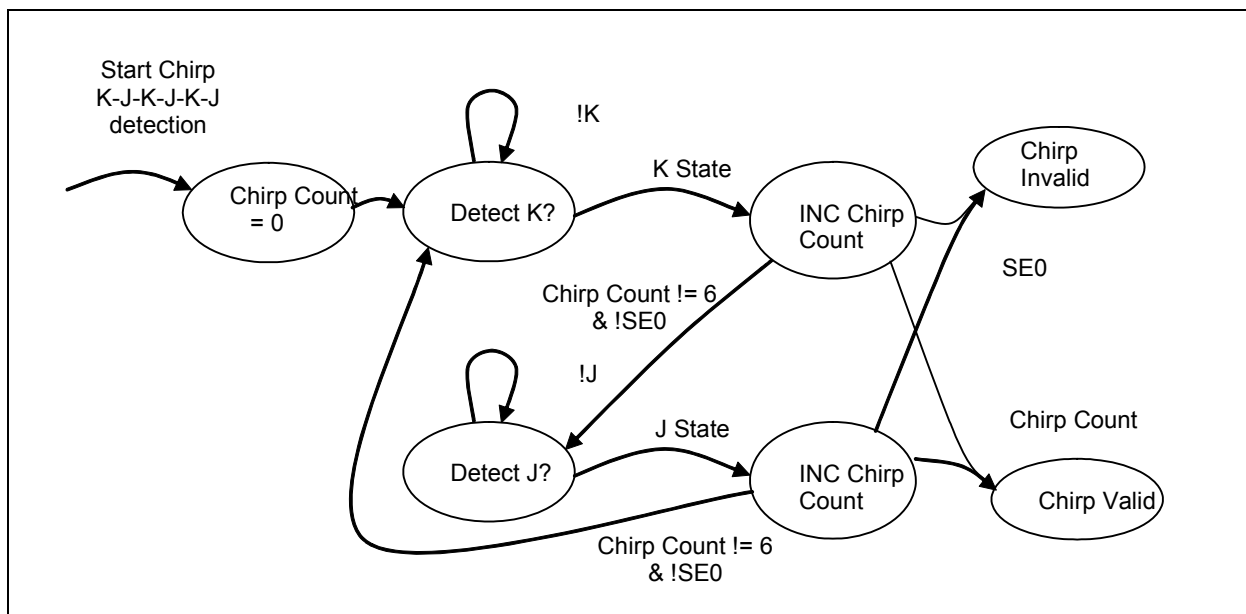 Start Chirp
K-J-K-J-K-J
detection
!K
K State
Chirp
Invalid
Chirp Count
= 0
Detect K?
INC Chirp
Count
SE0
Chirp Count != 6
& !SE0
!J
J State
Chirp Count
Detect J?
INC Chirp
Count
Chirp Valid
Chirp Count != 6
& !SE0